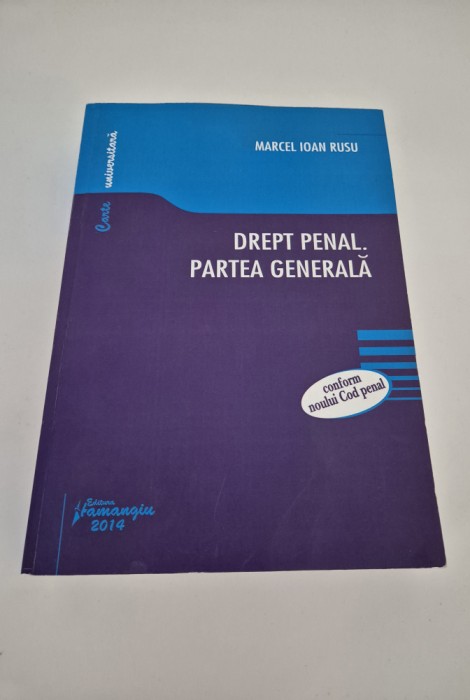 MARCEL IOAN RUSU
Carte universitară
DREPT PENAL.
PARTEA GENERALĂ
conform
noului Cod penal
Editura
Hamangiu
2014